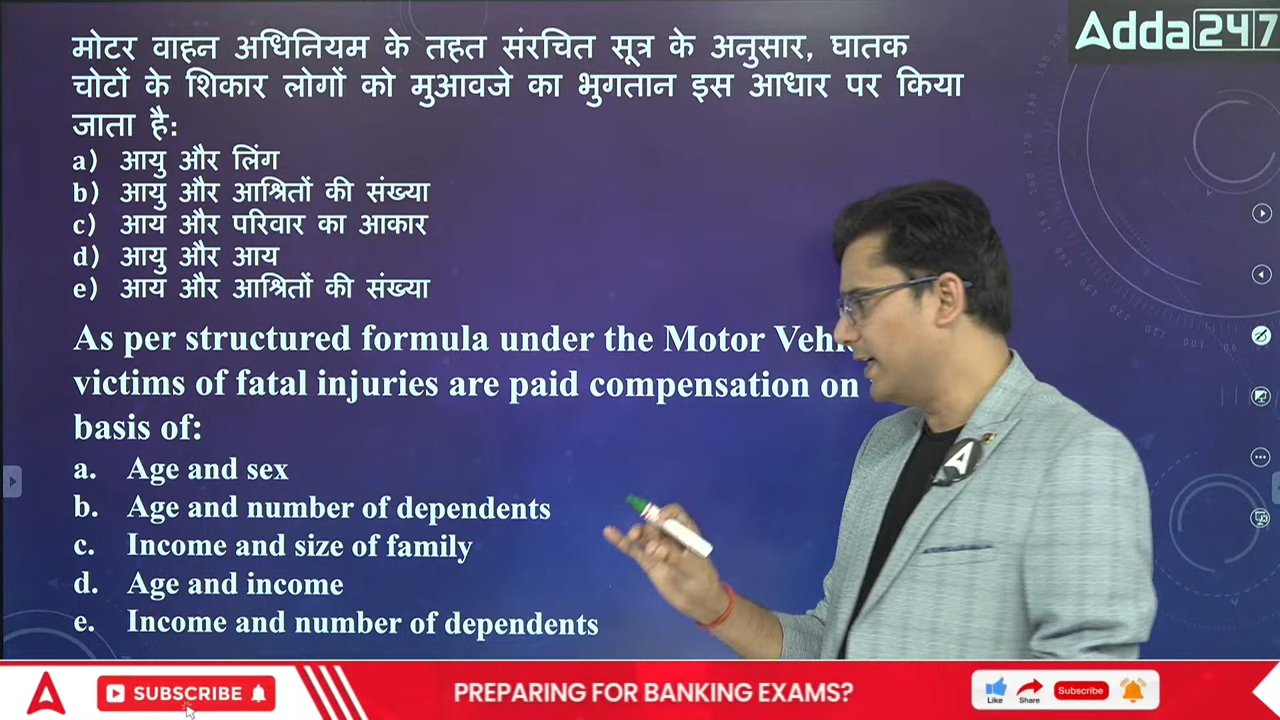 Adda247
मोटर वाहन अधिनियम के तहत संरचित सूत्र के अनुसार, घातक
चोटों के शिकार लोगों को मुआवजे का भुगतान इस आधार पर किया
जाता है:
a) आयु और लिंग
b) आयु और आश्रितों की संख्या
c) आय और परिवार का आकार
d) आयु और आय
e) आय और आश्रितों की संख्या
As per structured formula under the Motor
victims of fatal injuries are paid compensation on
basis of:
a. Age and sex
b. Age and number of dependents
c. Income and size of family
d. Age and income
e. Income and number of dependents
SUBSCRIBE
PREPARING FOR BANKING EXAMS?
Like Share Subscribe